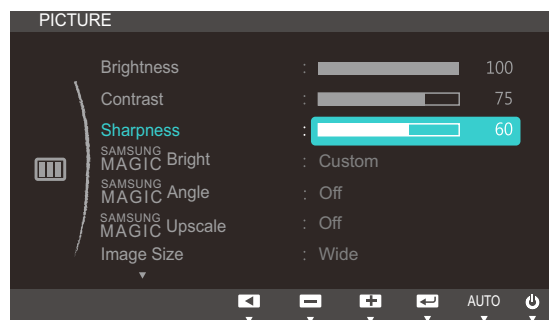 PICTURE
Brightness : 100
Contrast : 75
Sharpness : 60
SAMSUNG MAGIC Bright : Custom
SAMSUNG MAGIC Angle : Off
SAMSUNG MAGIC Upscale : Off
Image Size : Wide
AUTO